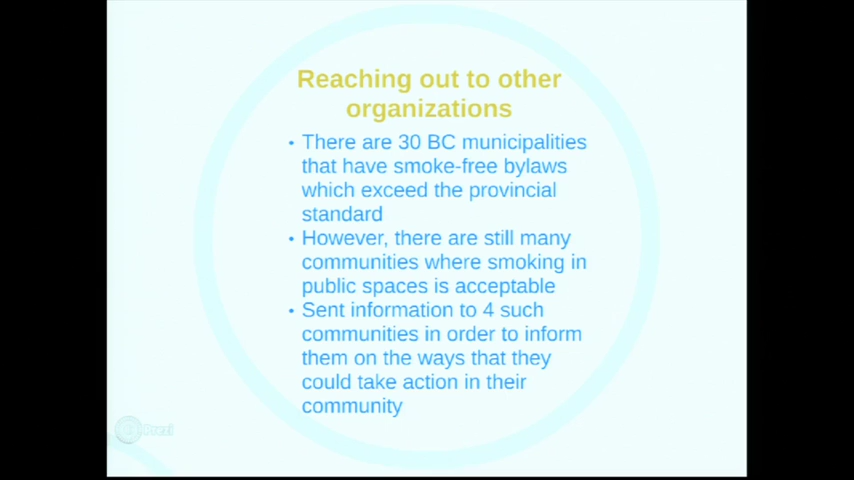 Reaching out to other
organizations
• There are 30 BC municipalities
that have smoke-free bylaws
which exceed the provincial
standard
• However, there are still many
communities where smoking in
public spaces is acceptable
• Sent information to 4 such
communities in order to inform
them on the ways that they
could take action in their
community
Prezi